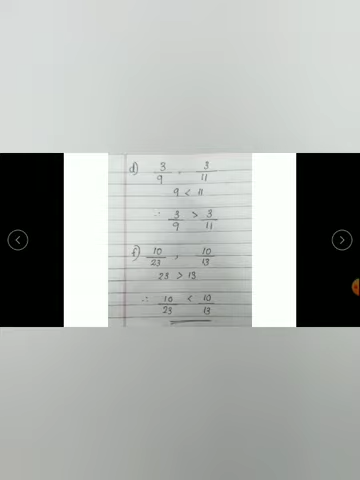 d) 3/9 , 3/11
9 < 11
∵ 3/9 > 3/11
f) 10/23 , 10/13
23 > 13
∴ 10/23 < 10/13